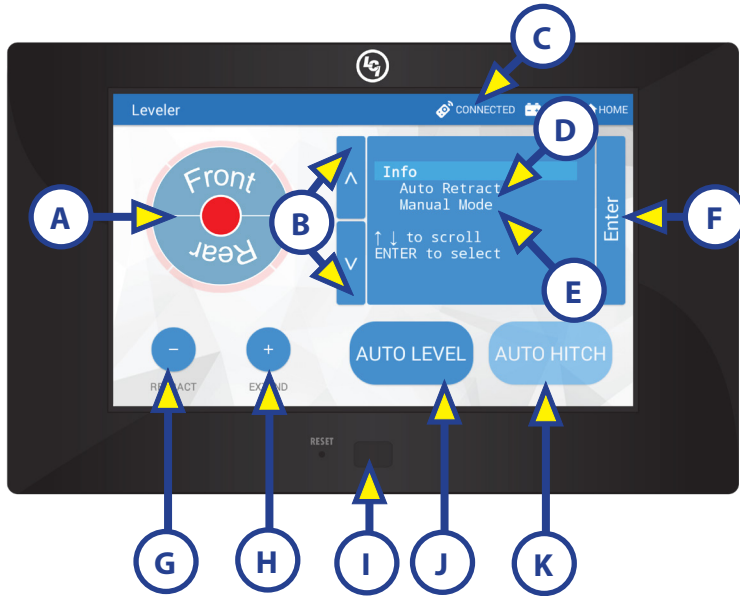 C
LCI
Leveler
CONNECTED
HOME
D
Front
Rear
A
B
^
Info
Auto Retract
Manual Mode
↑ ↓ to scroll
ENTER to select
v
Enter
F
E
−
+
RETRACT
EXTEND
AUTO LEVEL
AUTO HITCH
RESET
G
H
I
J
K